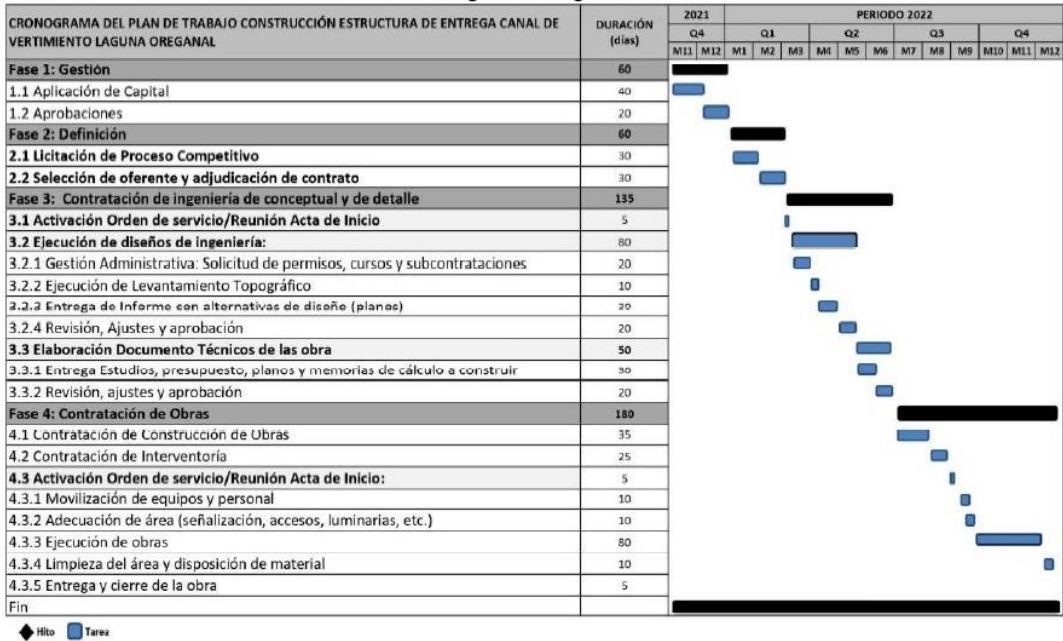 CRONOGRAMA DEL PLAN DE TRABAJO CONSTRUCCIÓN ESTRUCTURA DE ENTREGA CANAL DE
VERTIMIENTO LAGUNA OREGANAL
DURACIÓN
(días)
2021 PERIODO 2022
Q4 Q1 Q2 Q3 Q4
M11 M12 M1 M2 M3 M4 M5 M6 M7 M8 M9 M10 M11 M12
Fase 1: Gestión 60
1.1 Aplicación de Capital 40
1.2 Aprobaciones 20
Fase 2: Definición 60
2.1 Licitación de Proceso Competitivo 30
2.2 Selección de oferente y adjudicación de contrato 30
Fase 3: Contratación de ingeniería de conceptual y de detalle 135
3.1 Activación Orden de servicio/Reunión Acta de Inicio 5
3.2 Ejecución de diseños de ingeniería: 80
3.2.1 Gestión Administrativa: Solicitud de permisos, cursos y subcontrataciones 20
3.2.2 Ejecución de Levantamiento Topográfico 10
3.2.3 Entrega de Informe con alternativas de diseño (planos) 30
3.2.4 Revisión, Ajustes y aprobación 20
3.3 Elaboración Documento Técnicos de las obra 50
3.3.1 Entrega Estudios, presupuesto, planos y memorias de cálculo a construir 30
3.3.2 Revisión, ajustes y aprobación 20
Fase 4: Contratación de Obras 180
4.1 Contratación de Construcción de Obras 35
4.2 Contratación de Interventoría 25
4.3 Activación Orden de servicio/Reunión Acta de Inicio: 5
4.3.1 Movilización de equipos y personal 10
4.3.2 Adecuación de área (señalización, accesos, luminarias, etc.) 10
4.3.3 Ejecución de obras 80
4.3.4 Limpieza del área y disposición de material 10
4.3.5 Entrega y cierre de la obra 5
Fin
Hito Tarea